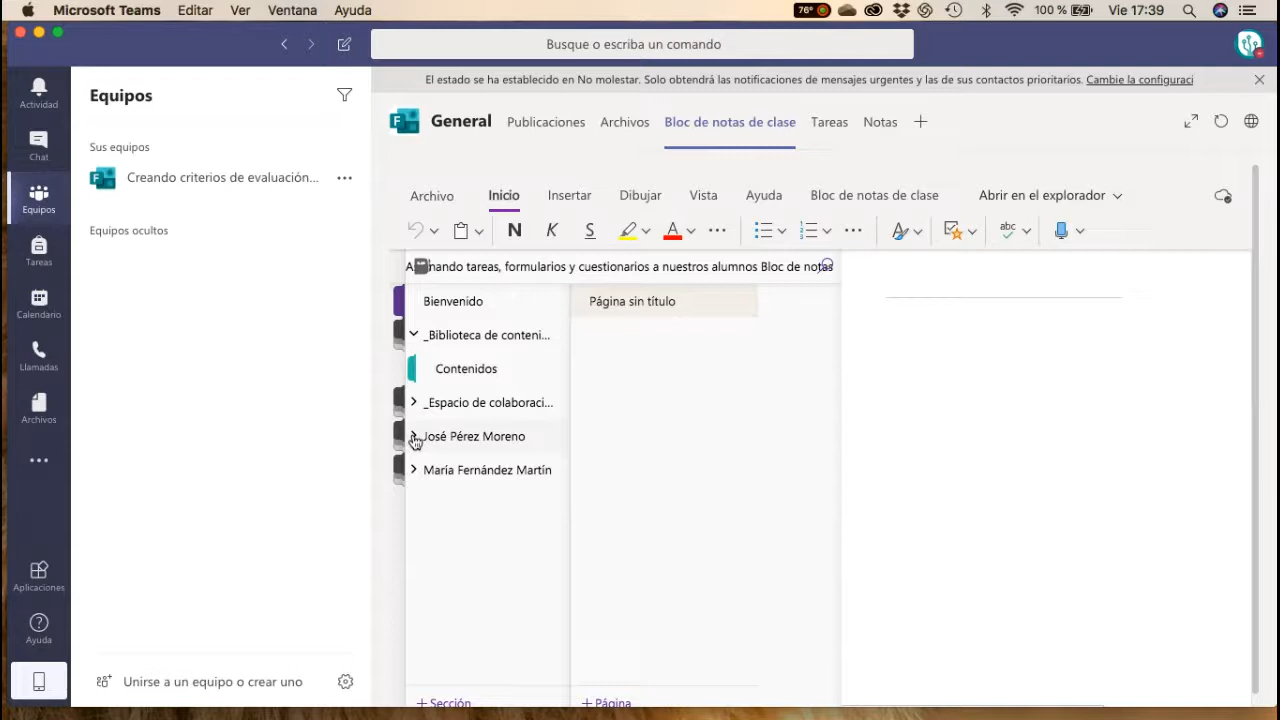 Microsoft Teams Editar Ver Ventana Ayuda 76° 100 % Vie 17:39
Busque o escriba un comando
El estado se ha establecido en No molestar. Solo obtendrá las notificaciones de mensajes urgentes y las de sus contactos prioritarios. Cambie la configuraci
Actividad
Chat
Equipos
Tareas
Calendario
Llamadas
Archivos
Aplicaciones
Ayuda
Equipos
Sus equipos
F Creando criterios de evaluación...
Equipos ocultos
Unirse a un equipo o crear uno
F General Publicaciones Archivos Bloc de notas de clase Tareas Notas
Archivo Inicio Insertar Dibujar Vista Ayuda Bloc de notas de clase Abrir en el explorador
N K S A abc
nando tareas, formularios y cuestionarios a nuestros alumnos Bloc de notas
Bienvenido
_Biblioteca de conteni...
Contenidos
_Espacio de colaboraci...
José Pérez Moreno
María Fernández Martín
+ Sección
Página sin título
+ Página